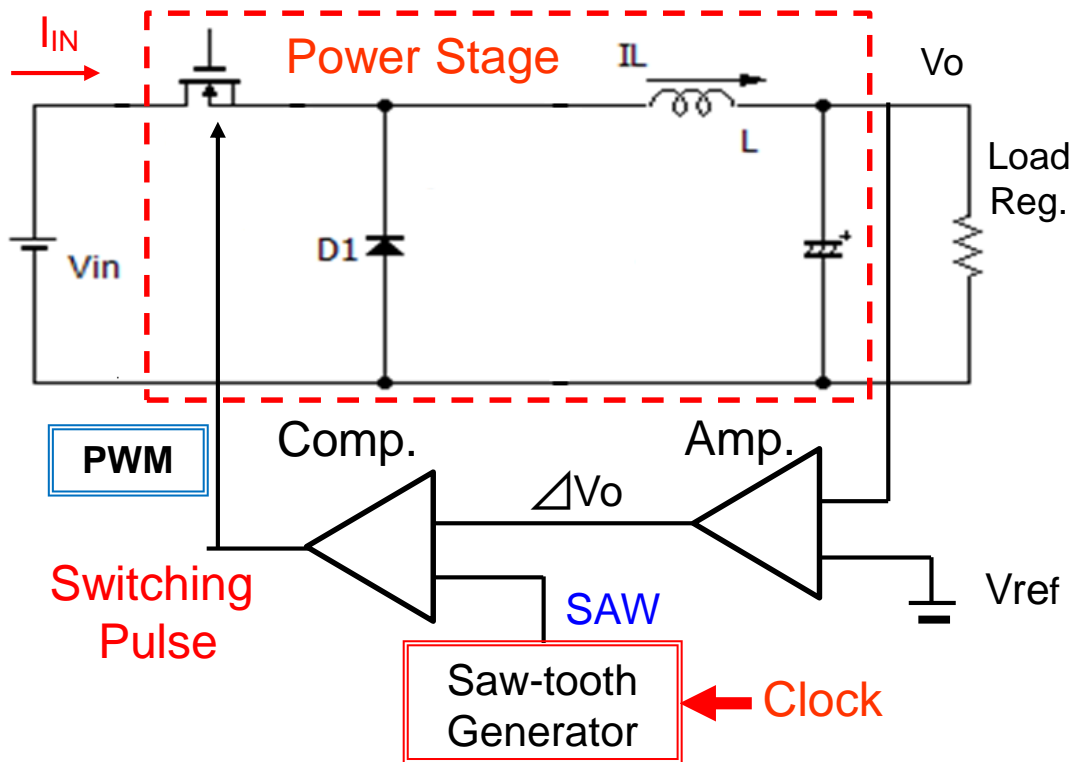 IIN
Power Stage
IL
Vo
L
Load
Reg.
Vin
D1
+
PWM
Comp.
Amp.
⊿Vo
Switching
Pulse
SAW
Vref
Saw-tooth
Generator
Clock